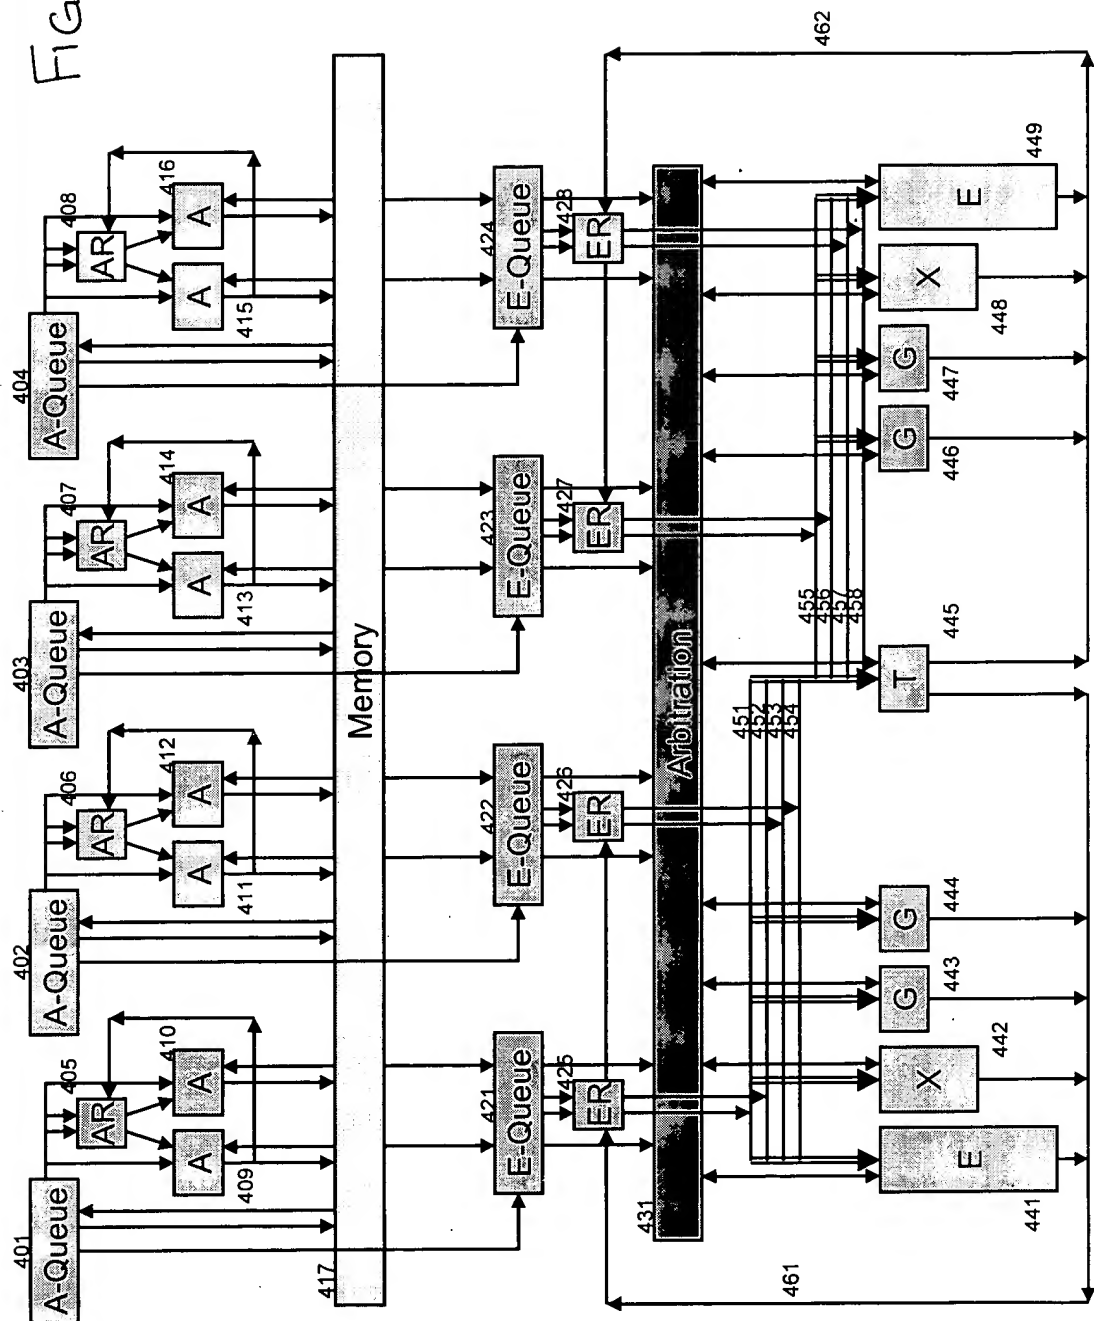 FIG
401
A-Queue
402
A-Queue
403
A-Queue
404
A-Queue
405
AR
406
AR
407
AR
408
AR
A
409
A
410
A
411
A
412
A
413
A
414
A
415
A
416
417
Memory
421
E-Queue
422
E-Queue
423
E-Queue
424
E-Queue
425
ER
426
ER
427
ER
428
ER
431
Arbitration
451
452
453
454
455
456
457
458
E
441
X
442
G
443
G
444
T
445
G
446
G
447
X
448
E
449
461
462